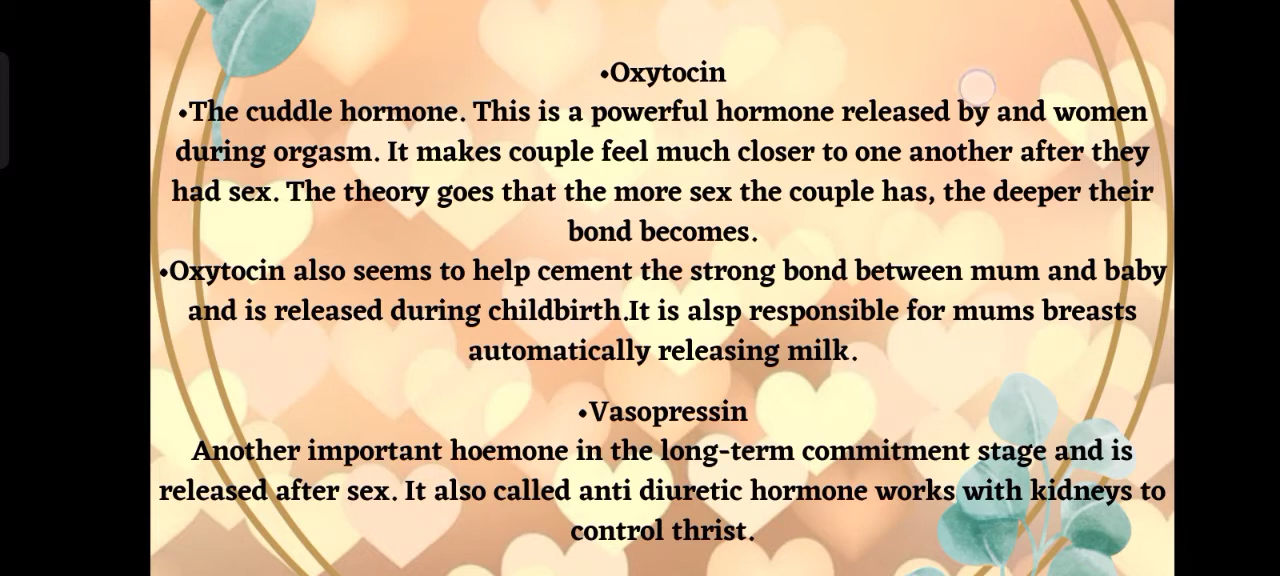 •Oxytocin
•The cuddle hormone. This is a powerful hormone released by and women
during orgasm. It makes couple feel much closer to one another after they
had sex. The theory goes that the more sex the couple has, the deeper their
bond becomes.
•Oxytocin also seems to help cement the strong bond between mum and baby
and is released during childbirth.It is alsp responsible for mums breasts
automatically releasing milk.
•Vasopressin
Another important hoemone in the long-term commitment stage and is
released after sex. It also called anti diuretic hormone works with kidneys to
control thrist.